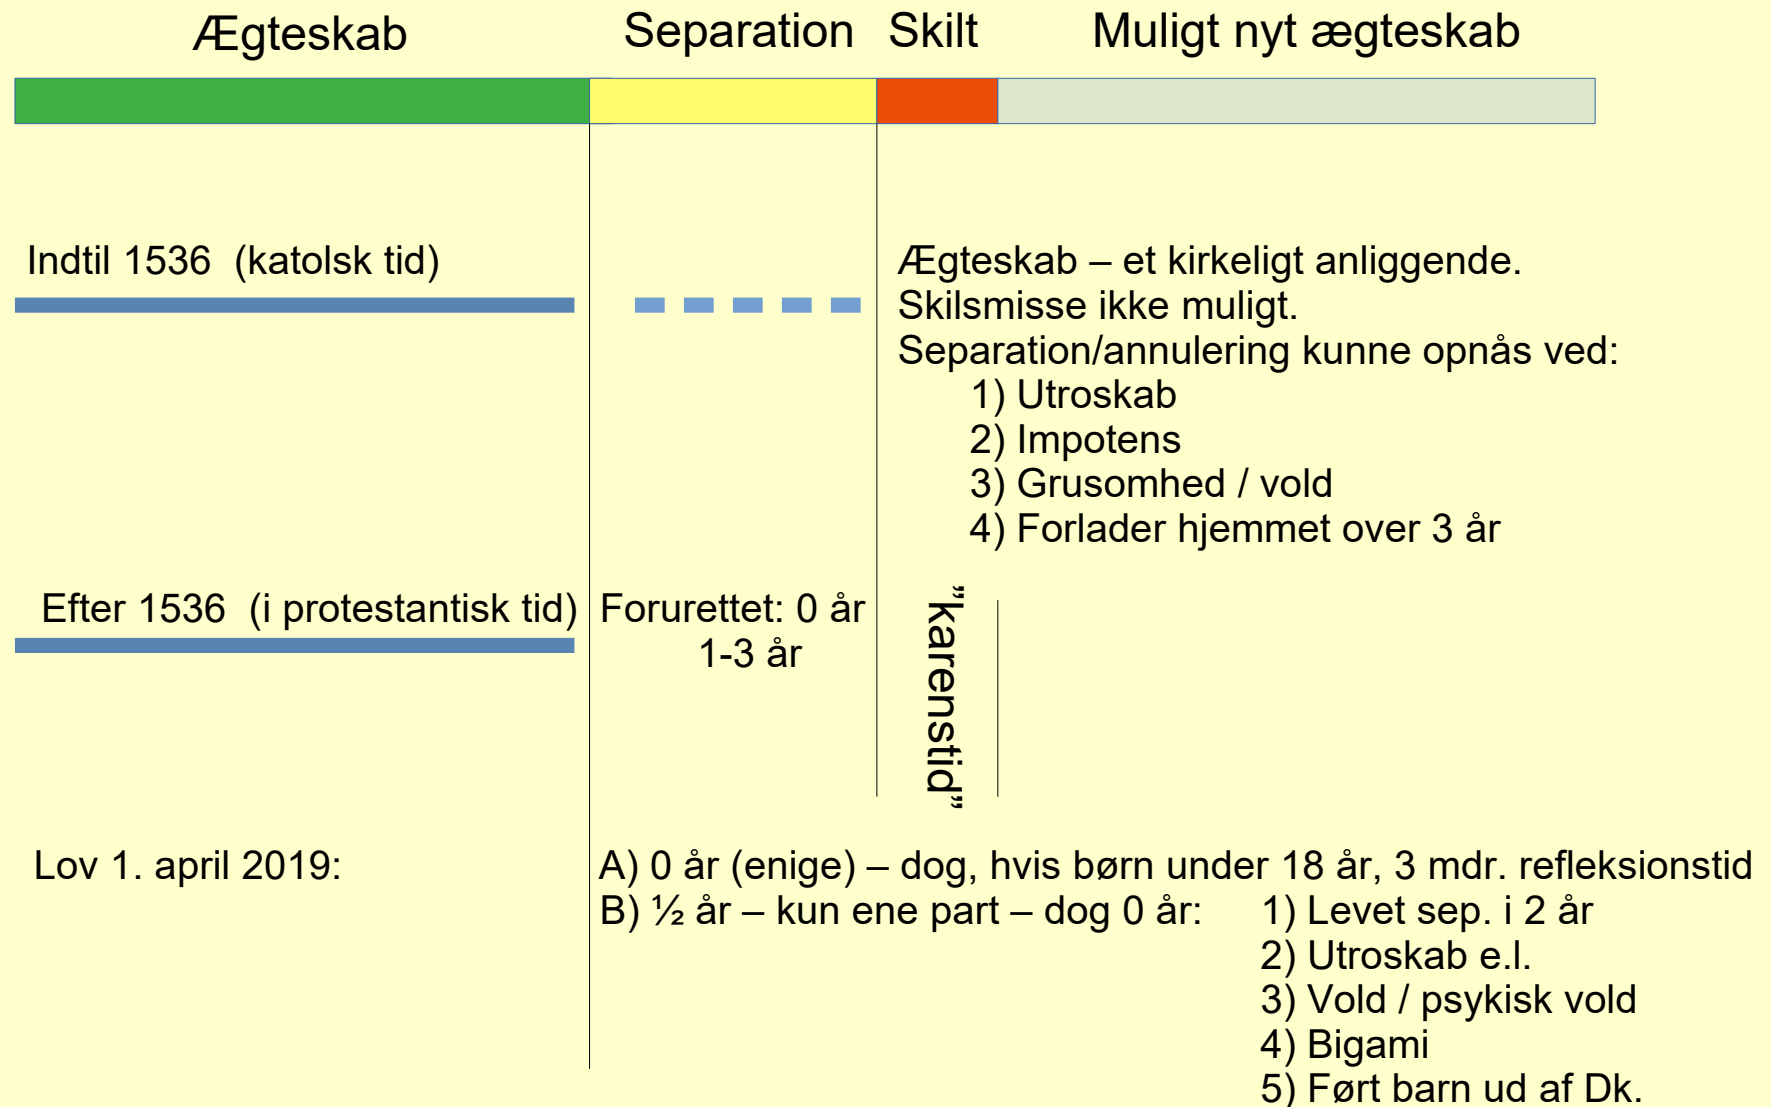 Ægteskab Separation Skilt Muligt nyt ægteskab
Indtil 1536 (katolsk tid)
Ægteskab – et kirkeligt anliggende.
Skilsmisse ikke muligt.
Separation/annulering kunne opnås ved:
1) Utroskab
2) Impotens
3) Grusomhed / vold
4) Forlader hjemmet over 3 år
Efter 1536 (i protestantisk tid)
Forurettet: 0 år
1-3 år
”karenstid”
Lov 1. april 2019:
A) 0 år (enige) – dog, hvis børn under 18 år, 3 mdr. refleksionstid
B) ½ år – kun ene part – dog 0 år: 1) Levet sep. i 2 år
2) Utroskab e.l.
3) Vold / psykisk vold
4) Bigami
5) Ført barn ud af Dk.